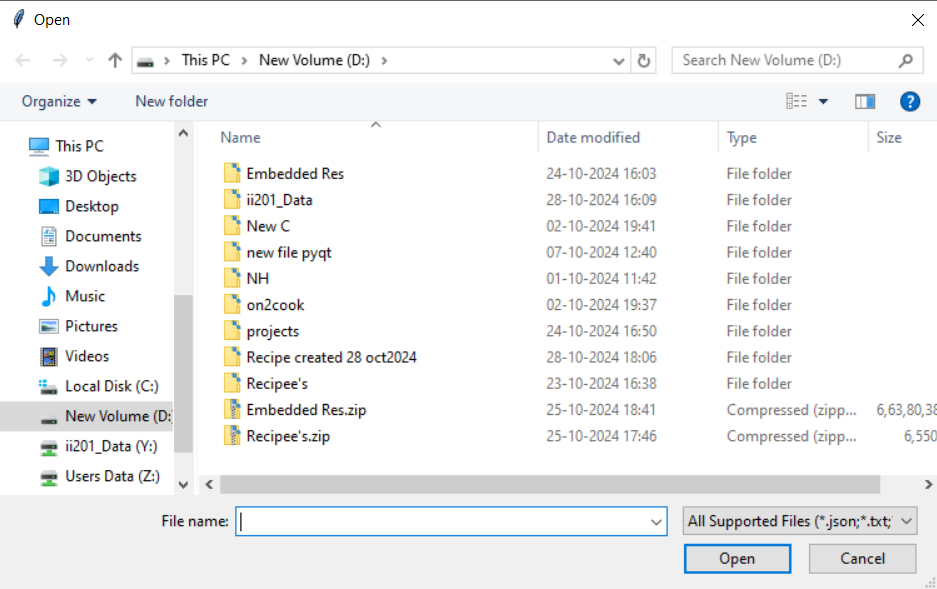 Open
This PC > New Volume (D:) >
Search New Volume (D:)
Organize
New folder
?
This PC
3D Objects
Desktop
Documents
Downloads
Music
Pictures
Videos
Local Disk (C:)
New Volume (D:
ii201_Data (Y:)
Users Data (Z:)
Name Date modified Type Size
Embedded Res 24-10-2024 16:03 File folder
ii201_Data 28-10-2024 16:09 File folder
New C 02-10-2024 19:41 File folder
new file pyqt 07-10-2024 12:40 File folder
NH 01-10-2024 11:42 File folder
on2cook 02-10-2024 19:37 File folder
projects 24-10-2024 16:50 File folder
Recipe created 28 oct2024 28-10-2024 18:06 File folder
Recipee's 23-10-2024 16:38 File folder
Embedded Res.zip 25-10-2024 18:41 Compressed (zipp... 6,63,80,38
Recipee's.zip 25-10-2024 17:46 Compressed (zipp... 6,550
File name:
All Supported Files (*.json;*.txt;
Open
Cancel